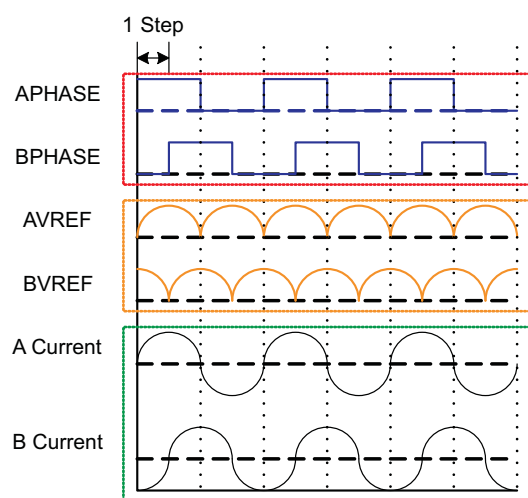 1 Step
APHASE
BPHASE
AVREF
BVREF
A Current
B Current